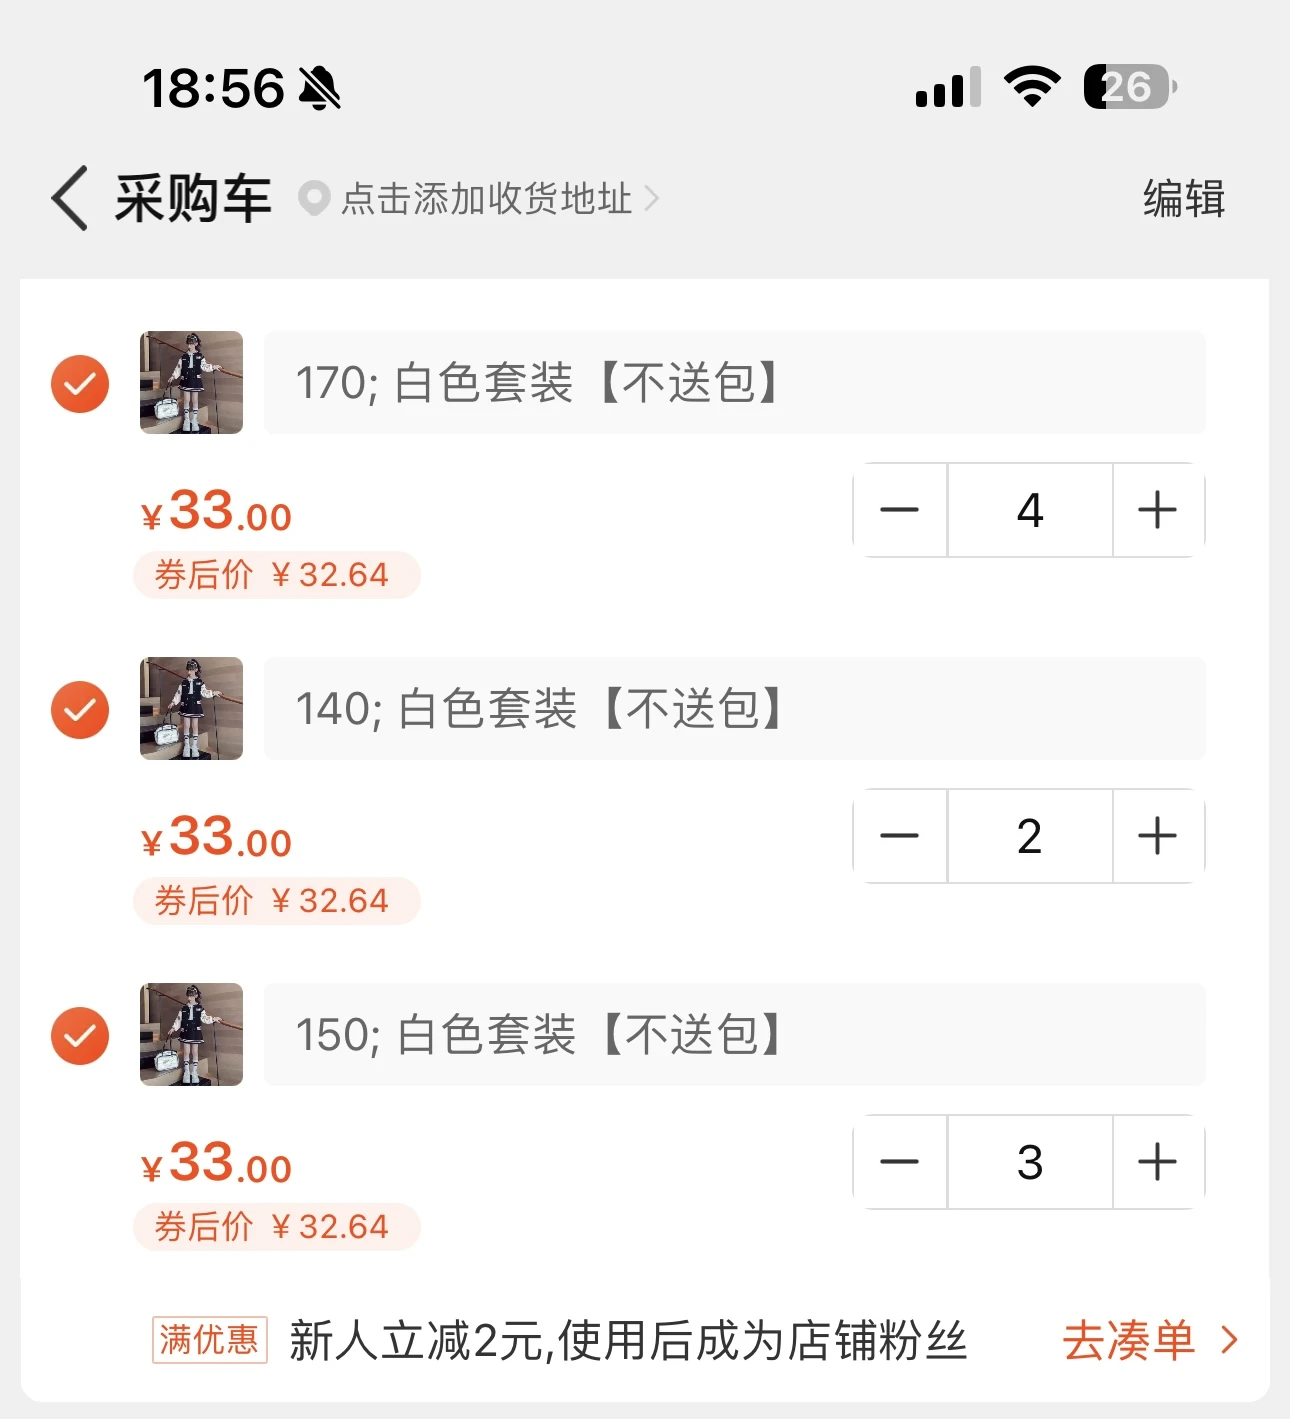 18:56 26
采购车 点击添加收货地址 编辑
170; 白色套装【不送包】
¥33.00 4
券后价 ¥32.64
140; 白色套装【不送包】
¥33.00 2
券后价 ¥32.64
150; 白色套装【不送包】
¥33.00 3
券后价 ¥32.64
满优惠 新人立减2元,使用后成为店铺粉丝 去凑单